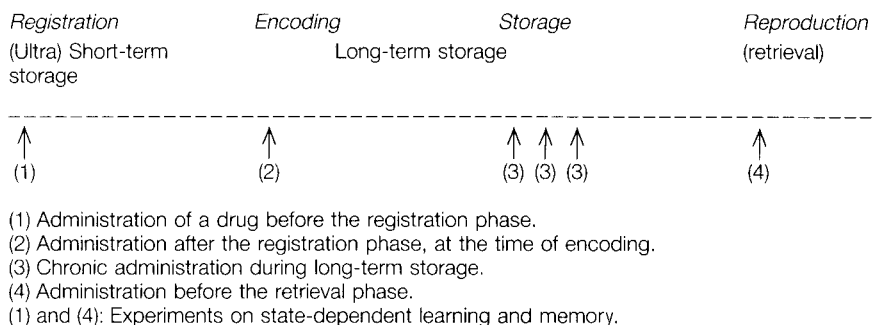 Registration Encoding Storage Reproduction
(Ultra) Short-term Long-term storage (retrieval)
storage
(1) (2) (3) (3) (3) (4)
(1) Administration of a drug before the registration phase.
(2) Administration after the registration phase, at the time of encoding.
(3) Chronic administration during long-term storage.
(4) Administration before the retrieval phase.
(1) and (4): Experiments on state-dependent learning and memory.